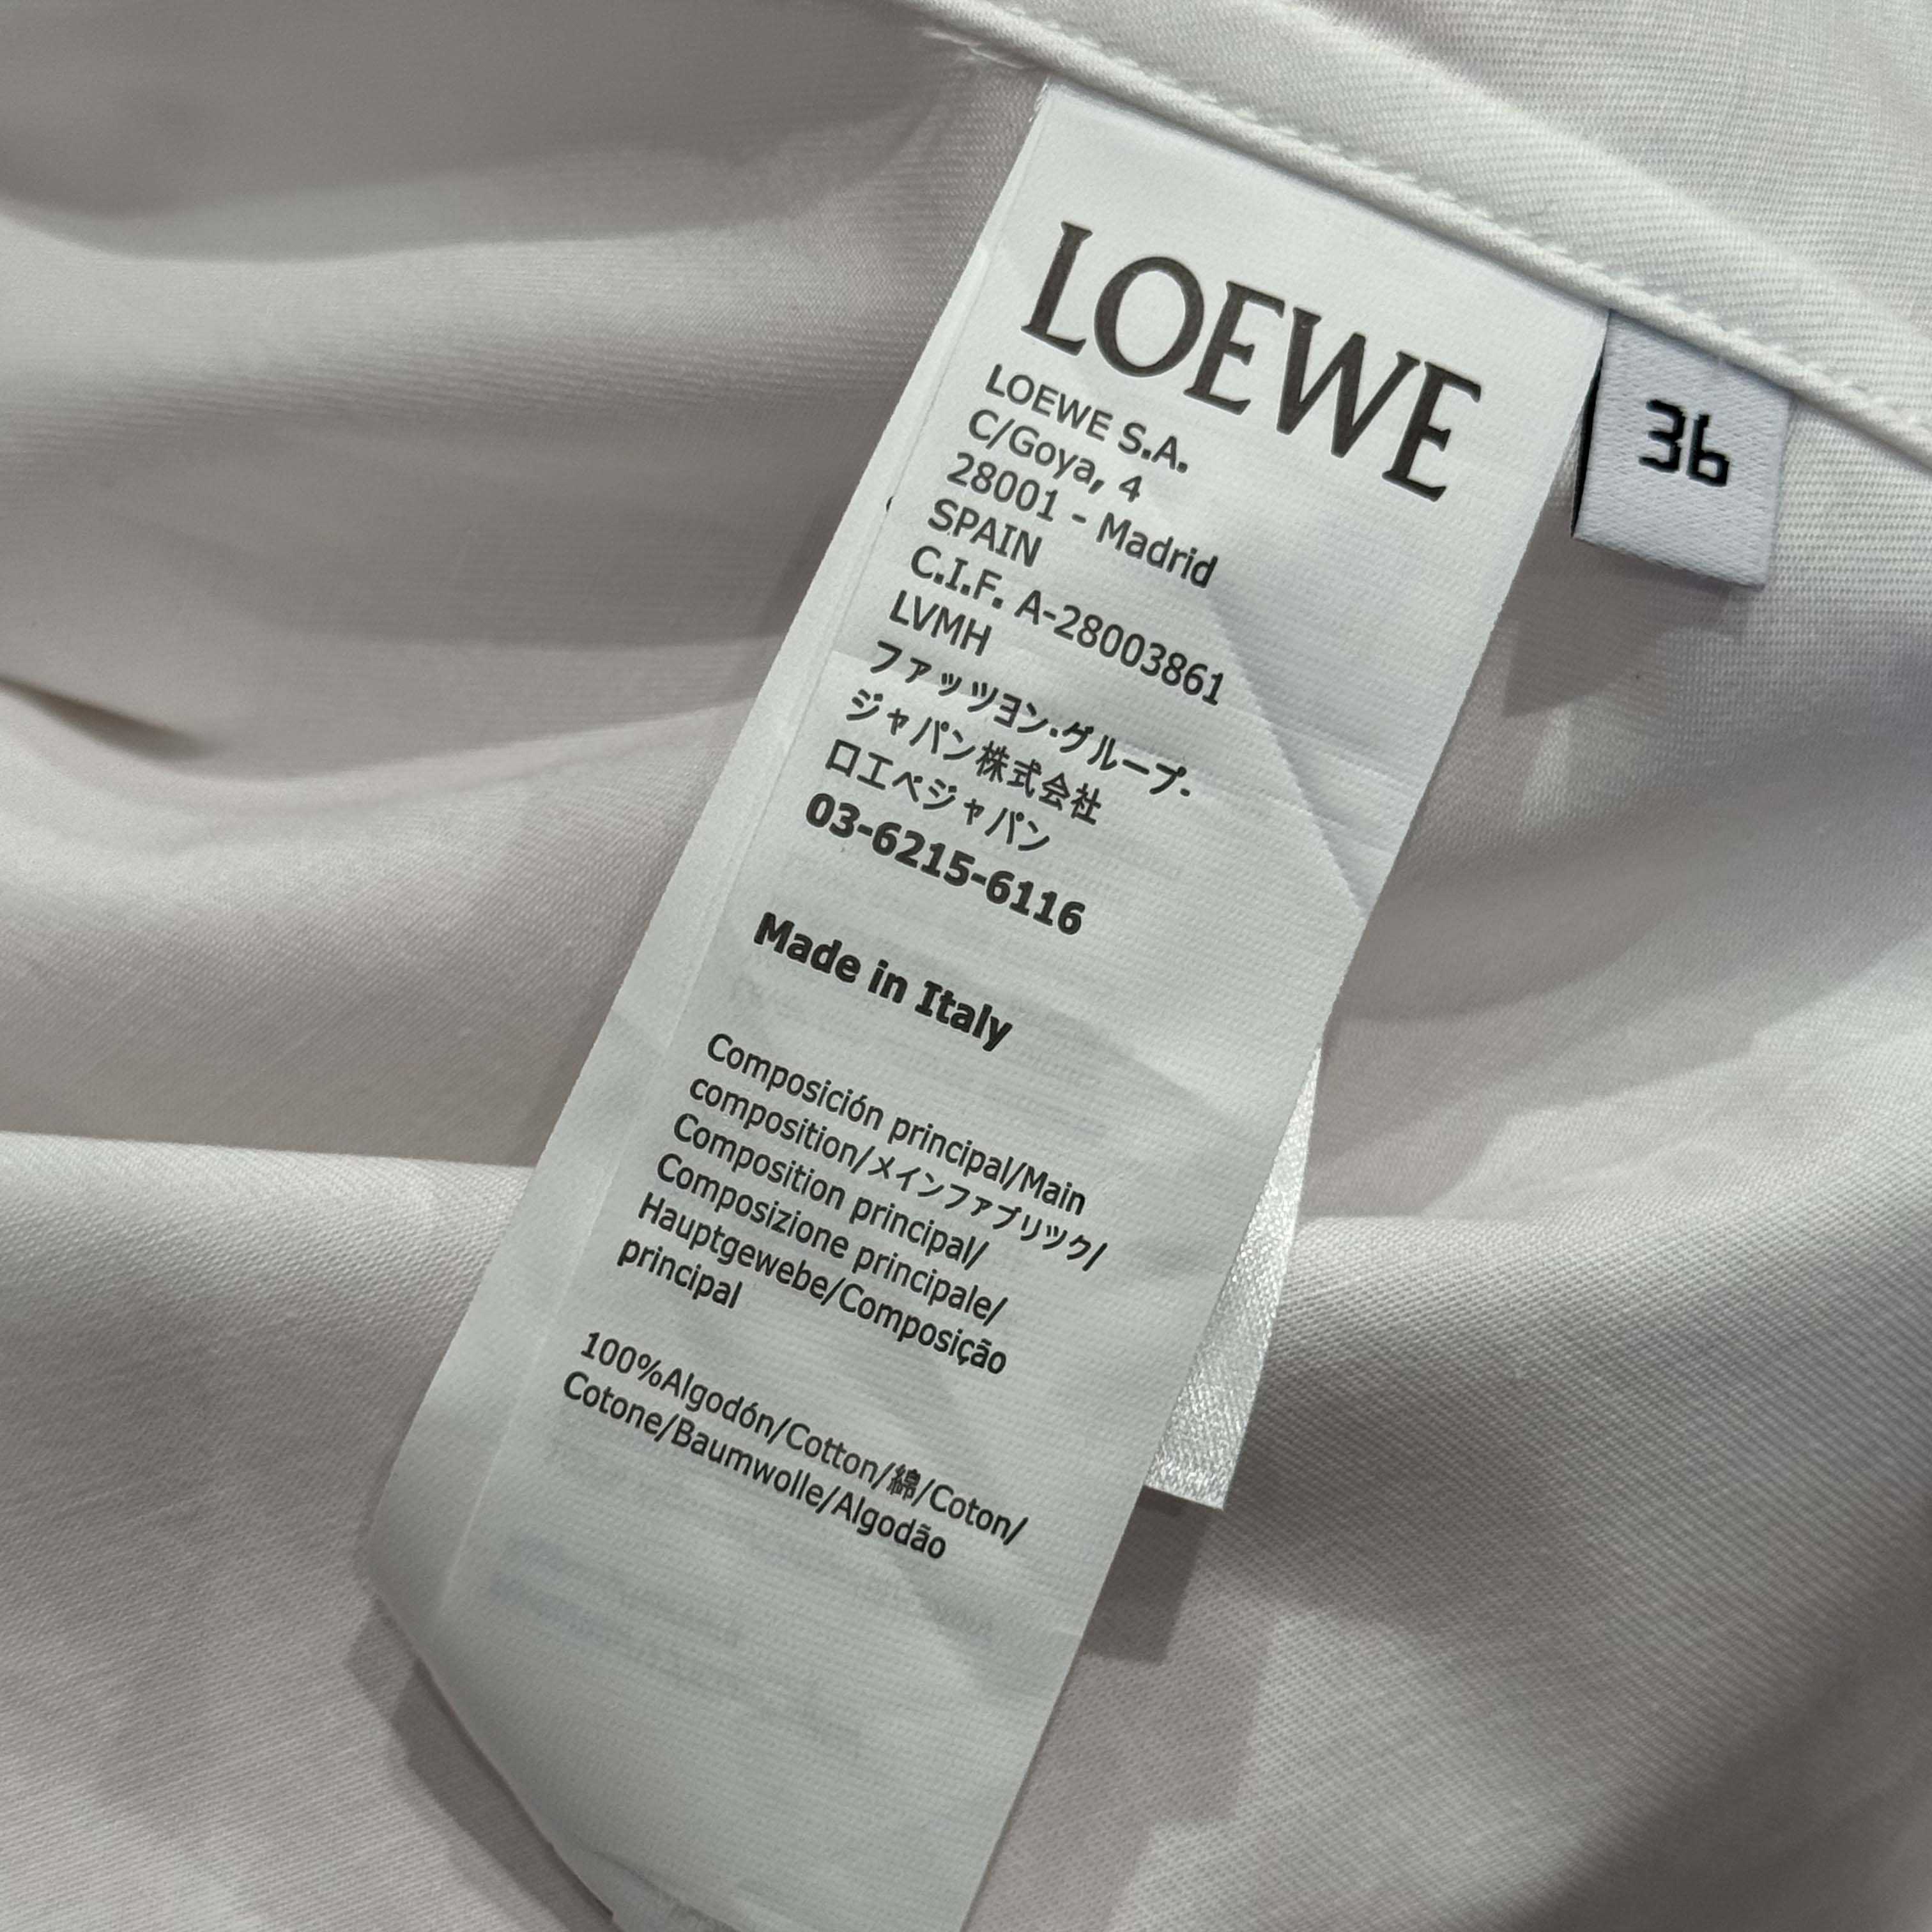 LOEWE
36
LOEWE S.A.
C/Goya, 4
28001 - Madrid
SPAIN
C.I.F. A-28003861
LVMH
ファッツヨン・グループ・
ジャパン株式会社
ロエベジャパン
03-6215-6116
Made in Italy
Composición principal/Main
composition/メインファブリツク/
Composition principal/
Composizione principale/
Hauptgewebe/Composição
principal
100%Algodón/Cotton/綿/Coton/
Cotone/Baumwolle/Algodão